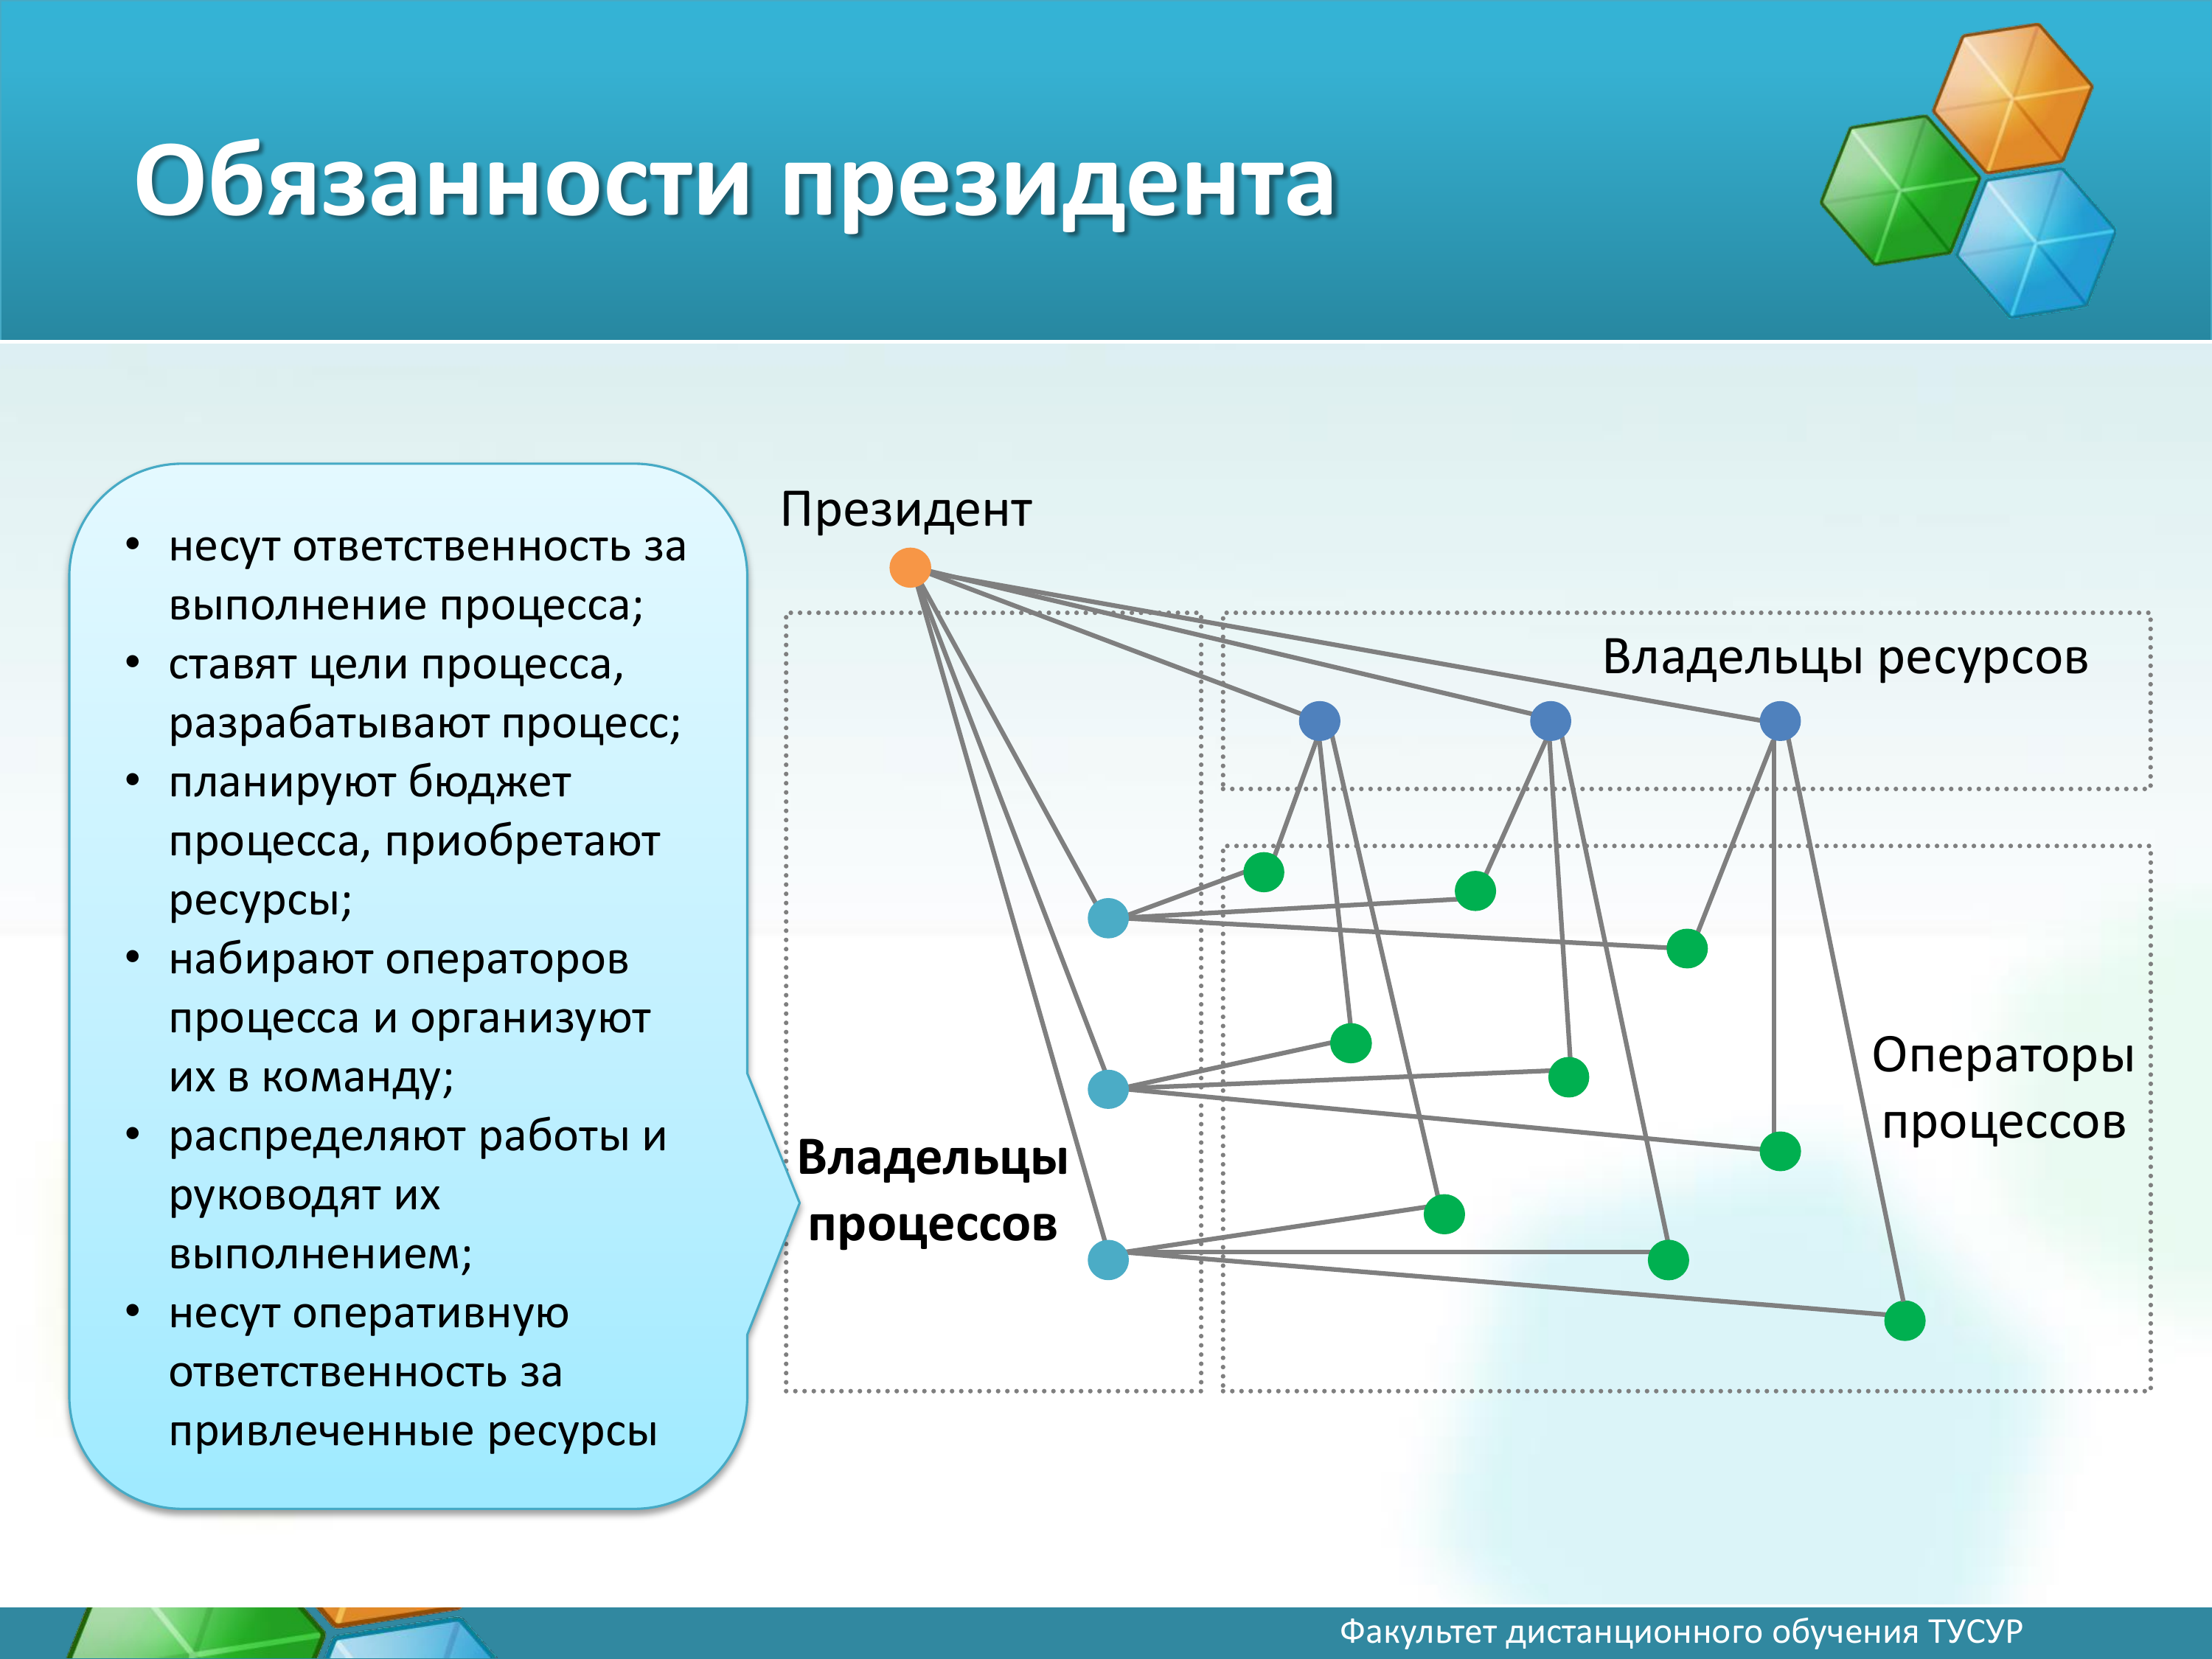 Обязанности президента
• несут ответственность за
выполнение процесса;
• ставят цели процесса,
разрабатывают процесс;
• планируют бюджет
процесса, приобретают
ресурсы;
• набирают операторов
процесса и организуют
их в команду;
• распределяют работы и
руководят их
выполнением;
• несут оперативную
ответственность за
привлеченные ресурсы
Президент
Владельцы ресурсов
Операторы
процессов
Владельцы
процессов
Факультет дистанционного обучения ТУСУР